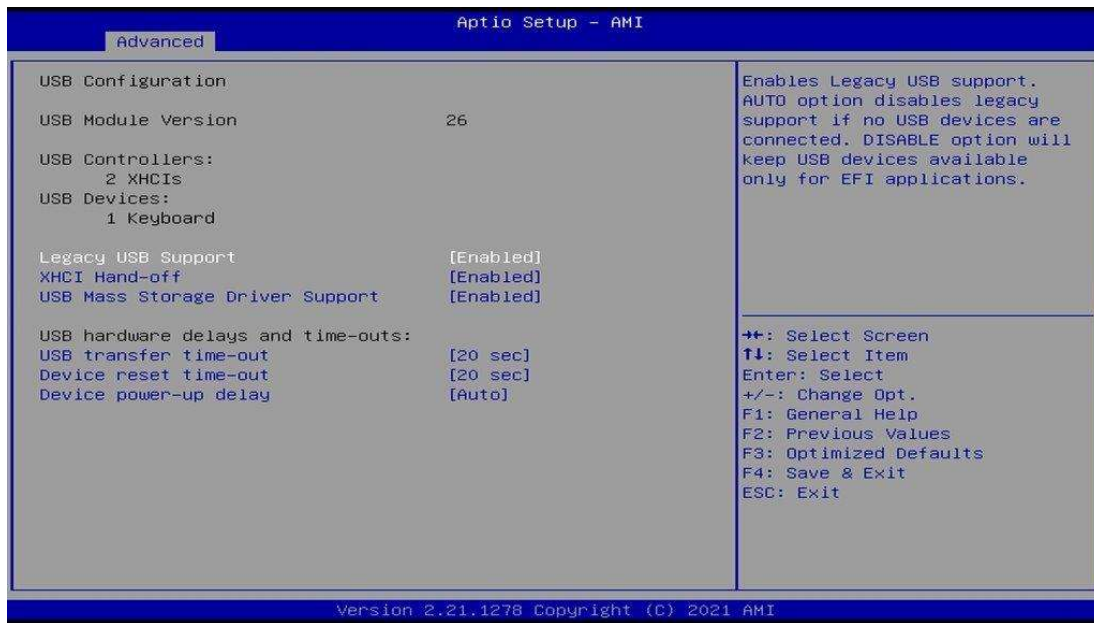 Aptio Setup – AMI
Advanced
USB Configuration
USB Module Version 26
USB Controllers:
2 XHCIs
USB Devices:
1 Keyboard
Legacy USB Support [Enabled]
XHCI Hand-off [Enabled]
USB Mass Storage Driver Support [Enabled]
USB hardware delays and time-outs:
USB transfer time-out [20 sec]
Device reset time-out [20 sec]
Device power-up delay [Auto]
Enables Legacy USB support.
AUTO option disables legacy
support if no USB devices are
connected. DISABLE option will
keep USB devices available
only for EFI applications.
→←: Select Screen
↑↓: Select Item
Enter: Select
+/-: Change Opt.
F1: General Help
F2: Previous Values
F3: Optimized Defaults
F4: Save & Exit
ESC: Exit
Version 2.21.1278 Copyright (C) 2021 AMI